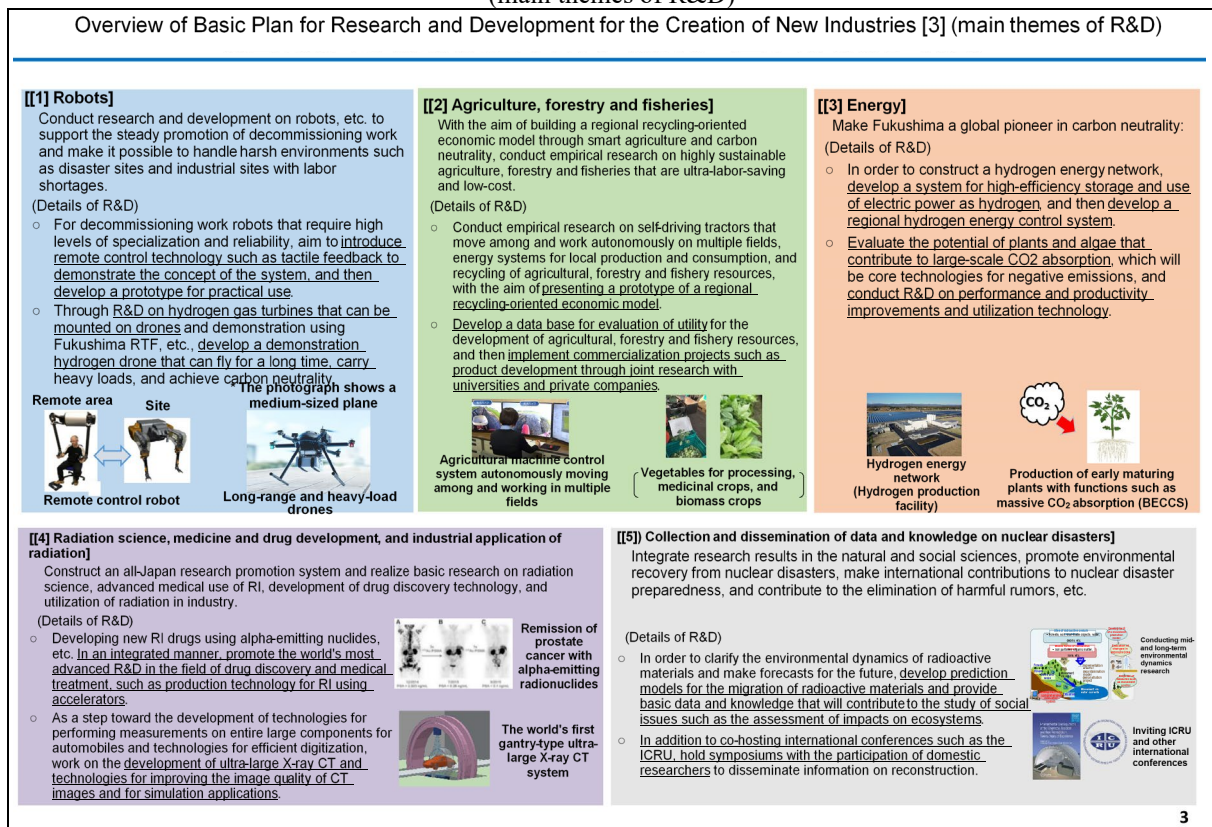 (main themes of R&D)
Overview of Basic Plan for Research and Development for the Creation of New Industries [3] (main themes of R&D)
[[1] Robots]
Conduct research and development on robots, etc. to
support the steady promotion of decommissioning work
and make it possible to handle harsh environments such
as disaster sites and industrial sites with labor
shortages.
(Details of R&D)
○ For decommissioning work robots that require high
levels of specialization and reliability, aim to introduce
remote control technology such as tactile feedback to
demonstrate the concept of the system, and then
develop a prototype for practical use.
○ Through R&D on hydrogen gas turbines that can be
mounted on drones and demonstration using
Fukushima RTF, etc., develop a demonstration
hydrogen drone that can fly for a long time, carry
heavy loads, and achieve carbon neutrality.
* The photograph shows a
medium-sized plane
Remote area
Site
Remote control robot
Long-range and heavy-load
drones
[[2] Agriculture, forestry and fisheries]
With the aim of building a regional recycling-oriented
economic model through smart agriculture and carbon
neutrality, conduct empirical research on highly sustainable
agriculture, forestry and fisheries that are ultra-labor-saving
and low-cost.
(Details of R&D)
○ Conduct empirical research on self-driving tractors that
move among and work autonomously on multiple fields,
energy systems for local production and consumption, and
recycling of agricultural, forestry and fishery resources,
with the aim of presenting a prototype of a regional
recycling-oriented economic model.
○ Develop a data base for evaluation of utility for the
development of agricultural, forestry and fishery resources,
and then implement commercialization projects such as
product development through joint research with
universities and private companies.
Agricultural machine control
system autonomously moving
among and working in multiple
fields
Vegetables for processing,
medicinal crops, and
biomass crops
[[3] Energy]
Make Fukushima a global pioneer in carbon neutrality:
(Details of R&D)
○ In order to construct a hydrogen energy network,
develop a system for high-efficiency storage and use
of electric power as hydrogen, and then develop a
regional hydrogen energy control system.
○ Evaluate the potential of plants and algae that
contribute to large-scale CO2 absorption, which will
be core technologies for negative emissions, and
conduct R&D on performance and productivity
improvements and utilization technology.
CO2
Hydrogen energy
network
(Hydrogen production
facility)
Production of early maturing
plants with functions such as
massive CO2 absorption (BECCS)
[[4] Radiation science, medicine and drug development, and industrial application of
radiation]
Construct an all-Japan research promotion system and realize basic research on radiation
science, advanced medical use of RI, development of drug discovery technology, and
utilization of radiation in industry.
(Details of R&D)
○ Developing new RI drugs using alpha-emitting nuclides,
etc. In an integrated manner, promote the world's most
advanced R&D in the field of drug discovery and medical
treatment, such as production technology for RI using
accelerators.
○ As a step toward the development of technologies for
performing measurements on entire large components for
automobiles and technologies for efficient digitization,
work on the development of ultra-large X-ray CT and
technologies for improving the image quality of CT
images and for simulation applications.
A B C
Remission of
prostate
cancer with
alpha-emitting
radionuclides
The world's first
gantry-type ultra-
large X-ray CT
system
[[5]) Collection and dissemination of data and knowledge on nuclear disasters]
Integrate research results in the natural and social sciences, promote environmental
recovery from nuclear disasters, make international contributions to nuclear disaster
preparedness, and contribute to the elimination of harmful rumors, etc.
(Details of R&D)
○ In order to clarify the environmental dynamics of radioactive
materials and make forecasts for the future, develop prediction
models for the migration of radioactive materials and provide
basic data and knowledge that will contribute to the study of social
issues such as the assessment of impacts on ecosystems.
○ In addition to co-hosting international conferences such as the
ICRU, hold symposiums with the participation of domestic
researchers to disseminate information on reconstruction.
Conducting mid-
and long-term
environmental
dynamics
research
ICRU
Inviting ICRU
and other
international
conferences
3